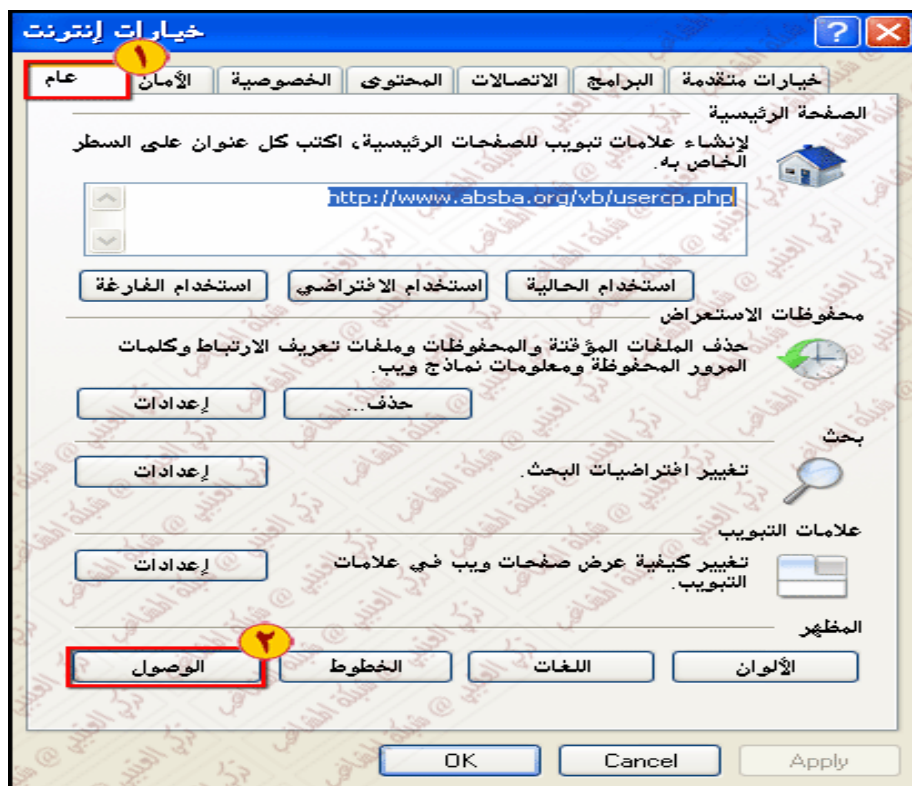 خيارات إنترنت
١
عام
الأمان
الخصوصية
المحتوى
الاتصالات
البرامج
خيارات متقدمة
الصفحة الرئيسية
لإنشاء علامات تبويب للصفحات الرئيسية، اكتب كل عنوان على السطر
الخاص به.
http://www.absba.org/vb/usercp.php
استخدام الحالية
استخدام الافتراضي
استخدام الفارغة
محفوظات الاستعراض
حذف الملفات المؤقتة والمحفوظات وملفات تعريف الارتباط وكلمات
المرور المحفوظة ومعلومات نماذج ويب.
حذف...
إعدادات
بحث
تغيير افتراضيات البحث.
إعدادات
علامات التبويب
تغيير كيفية عرض صفحات ويب في علامات
التبويب.
إعدادات
المظهر
٢
الألوان
اللغات
الخطوط
الوصول
OK
Cancel
Apply